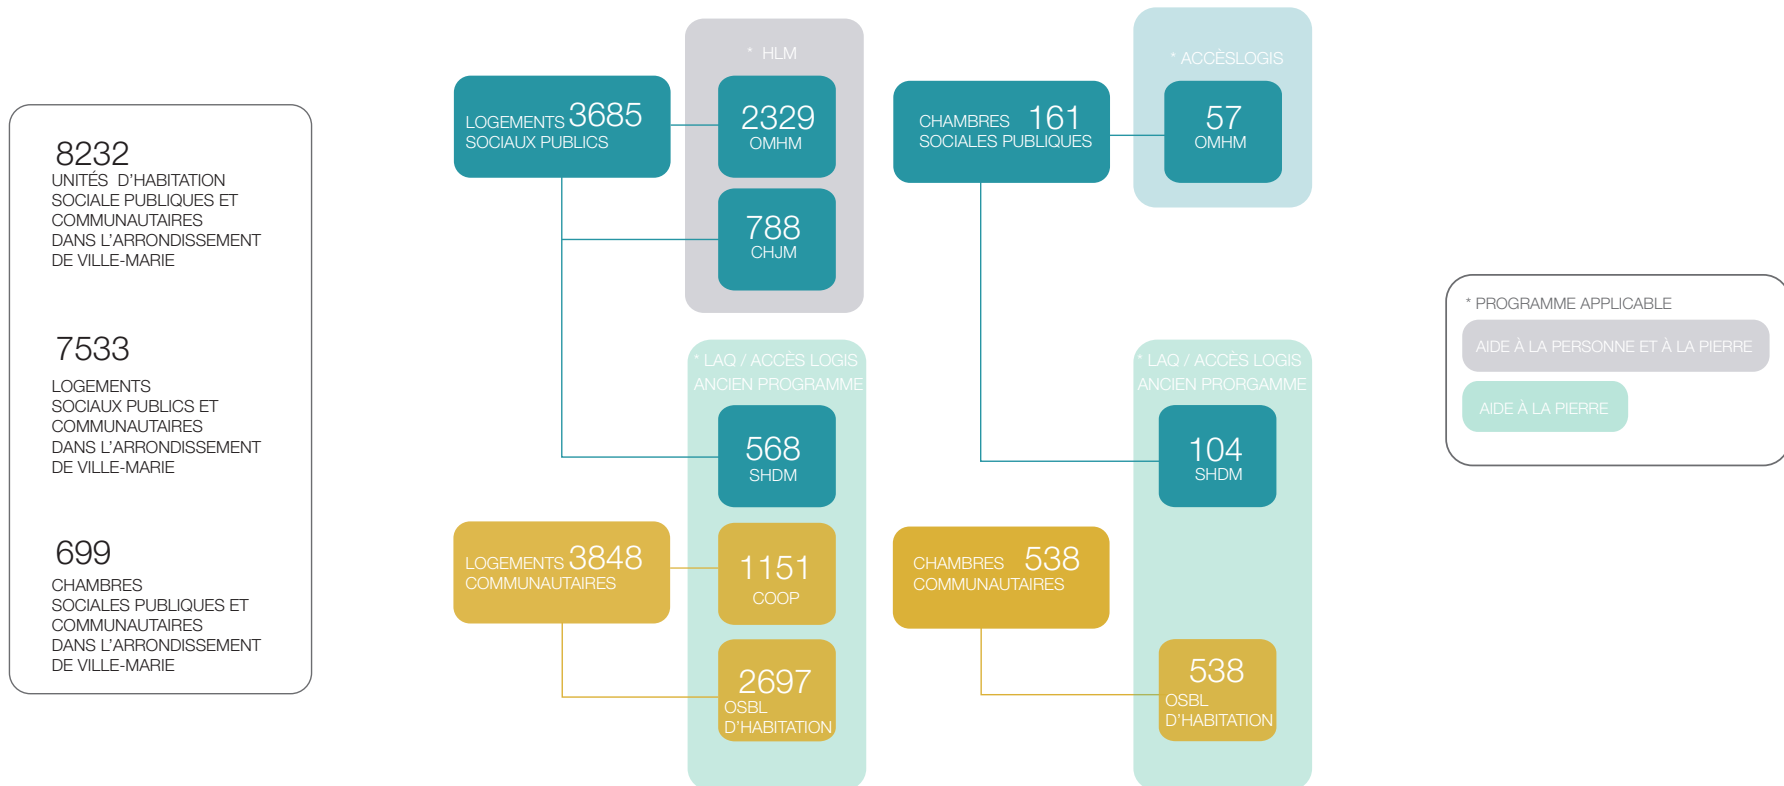 8232
UNITÉS D'HABITATION
SOCIALE PUBLIQUES ET
COMMUNAUTAIRES
DANS L'ARRONDISSEMENT
DE VILLE-MARIE
7533
LOGEMENTS
SOCIAUX PUBLICS ET
COMMUNAUTAIRES
DANS L'ARRONDISSEMENT
DE VILLE-MARIE
699
CHAMBRES
SOCIALES PUBLIQUES ET
COMMUNAUTAIRES
DANS L'ARRONDISSEMENT
DE VILLE-MARIE
LOGEMENTS 3685
SOCIAUX PUBLICS
* HLM
2329
OMHM
788
CHJM
* LAQ / ACCÈS LOGIS
ANCIEN PROGRAMME
568
SHDM
LOGEMENTS 3848
COMMUNAUTAIRES
1151
COOP
2697
OSBL
D'HABITATION
CHAMBRES 161
SOCIALES PUBLIQUES
* ACCÈSLOGIS
57
OMHM
* LAQ / ACCÈS LOGIS
ANCIEN PRORGAMME
104
SHDM
CHAMBRES 538
COMMUNAUTAIRES
538
OSBL
D'HABITATION
* PROGRAMME APPLICABLE
AIDE À LA PERSONNE ET À LA PIERRE
AIDE À LA PIERRE